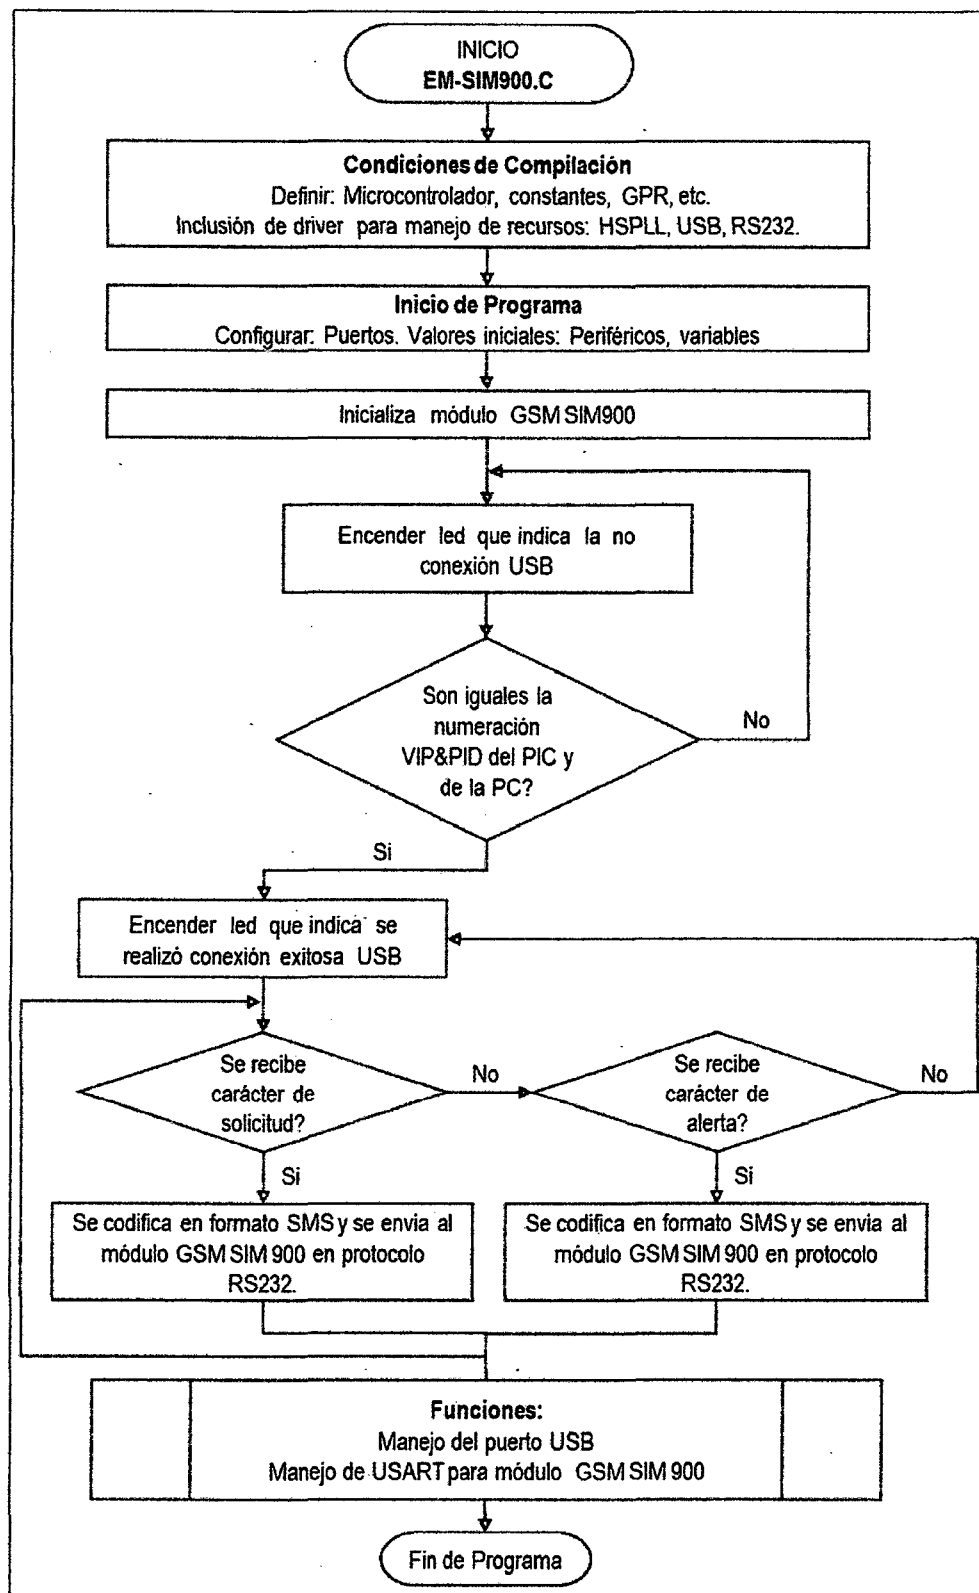 INICIO
EM-SIM900.C
Condiciones de Compilación
Definir: Microcontrolador, constantes, GPR, etc.
Inclusión de driver para manejo de recursos: HSPLL, USB, RS232.
Inicio de Programa
Configurar: Puertos. Valores iniciales: Periféricos, variables
Inicializa módulo GSM SIM900
Encender led que indica la no
conexión USB
Son iguales la
numeración
VIP&PID del PIC y
de la PC?
No
Si
Encender led que indica se
realizó conexión exitosa USB
Se recibe
carácter de
solicitud?
No
Se recibe
carácter de
alerta?
No
Si
Si
Se codifica en formato SMS y se envia al
módulo GSM SIM 900 en protocolo
RS232.
Se codifica en formato SMS y se envia al
módulo GSM SIM 900 en protocolo
RS232.
Funciones:
Manejo del puerto USB
Manejo de USART para módulo GSM SIM 900
Fin de Programa